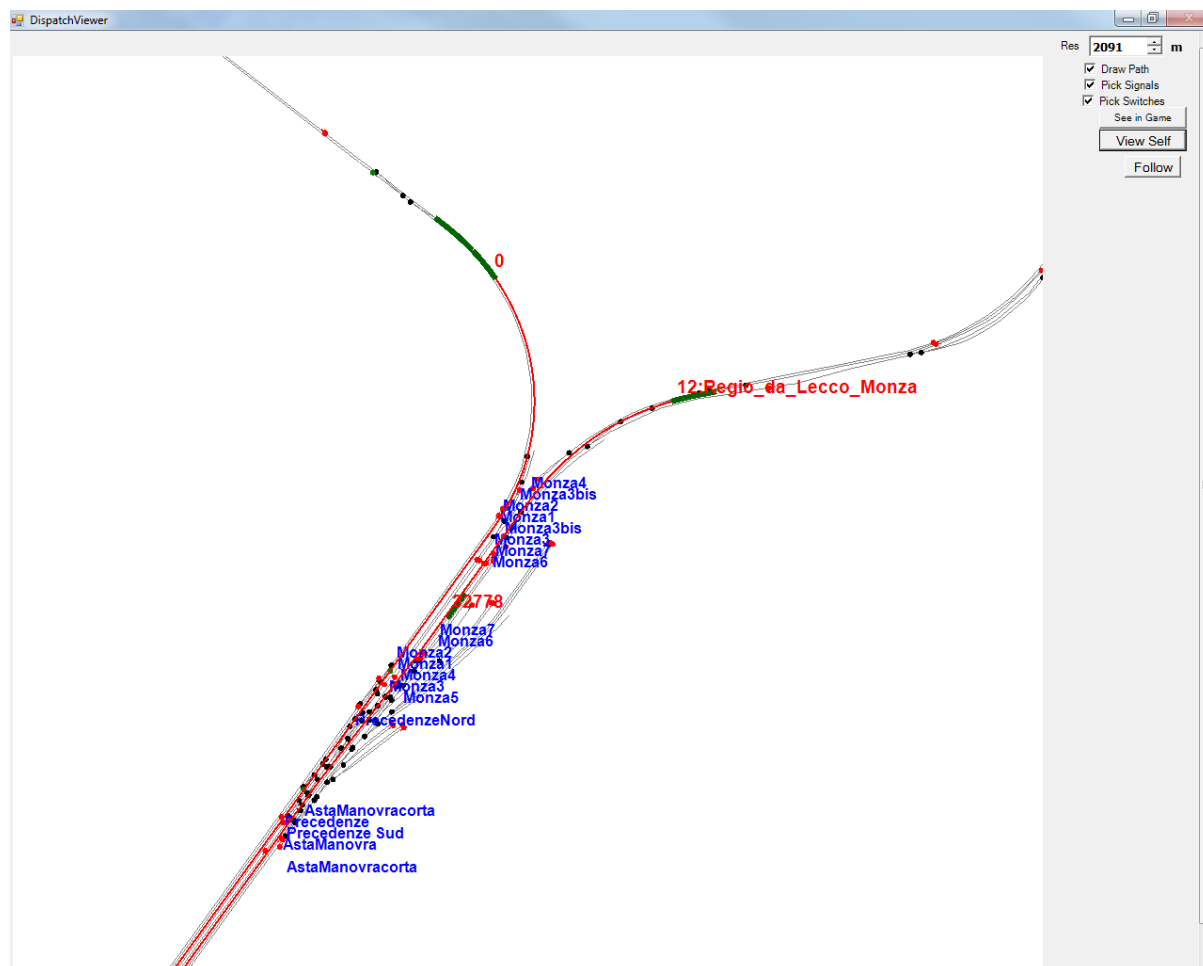 DispatchViewer
Res 2091 m
Draw Path
Pick Signals
Pick Switches
See in Game
View Self
Follow
0
12:Regio_da_Lecco_Monza
Monza4
Monza3bis
Monza2
Monza1
Monza3bis
Monza3
Monza7
Monza6
32778
Monza7
Monza6
Monza2
Monza1
Monza4
Monza3
Monza5
PrecedenzeNord
AstaManovracorta
Precedenze
Precedenze Sud
AstaManovra
AstaManovracorta